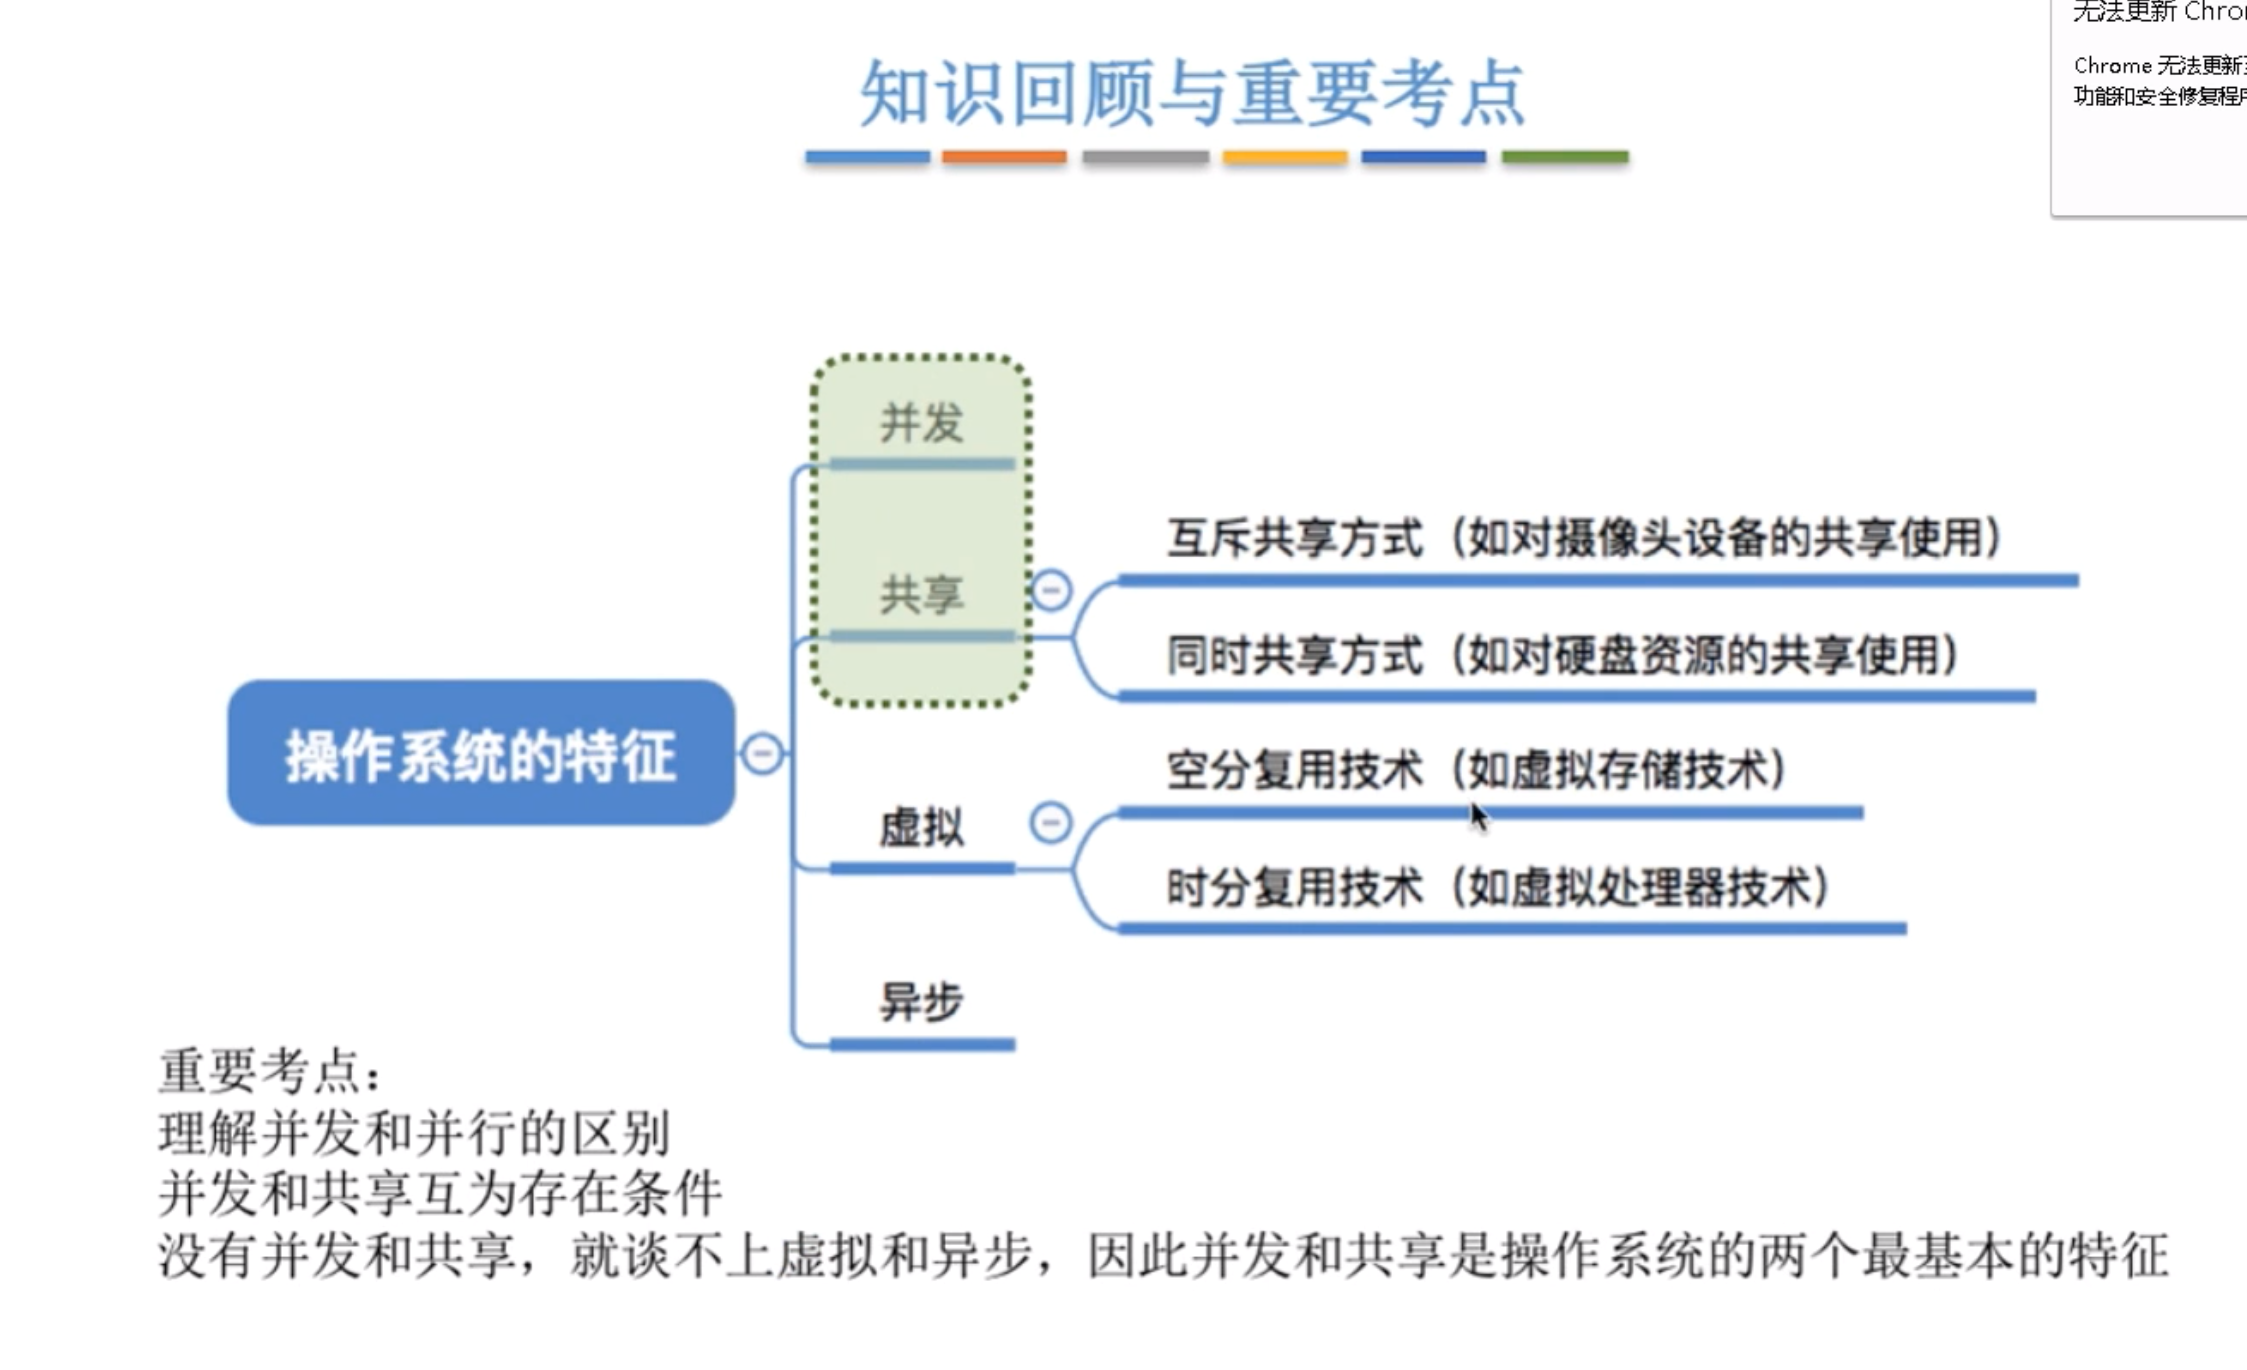 无法更新 Chro
Chrome 无法更新
功能和安全修复程
知识回顾与重要考点
并发
共享
互斥共享方式（如对摄像头设备的共享使用）
同时共享方式（如对硬盘资源的共享使用）
操作系统的特征
虚拟
空分复用技术（如虚拟存储技术）
时分复用技术（如虚拟处理器技术）
异步
重要考点：
理解并发和并行的区别
并发和共享互为存在条件
没有并发和共享，就谈不上虚拟和异步，因此并发和共享是操作系统的两个最基本的特征